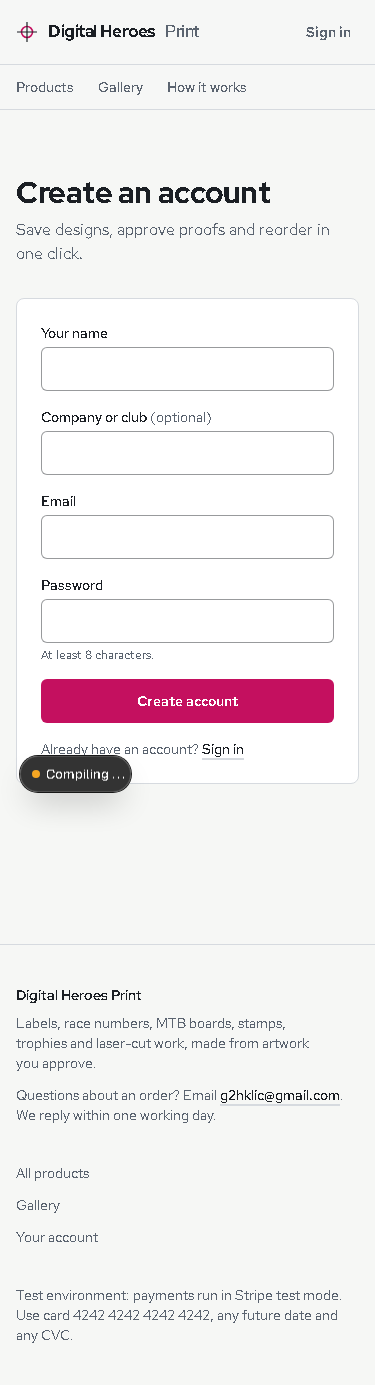 Digital Heroes Print
Sign in
Products Gallery How it works
Create an account
Save designs, approve proofs and reorder in
one click.
Your name
Company or club (optional)
Email
Password
At least 8 characters.
Create account
Already have an account? Sign in
Compiling ...
Digital Heroes Print
Labels, race numbers, MTB boards, stamps,
trophies and laser-cut work, made from artwork
you approve.
Questions about an order? Email g2hklic@gmail.com.
We reply within one working day.
All products
Gallery
Your account
Test environment: payments run in Stripe test mode.
Use card 4242 4242 4242 4242, any future date and
any CVC.